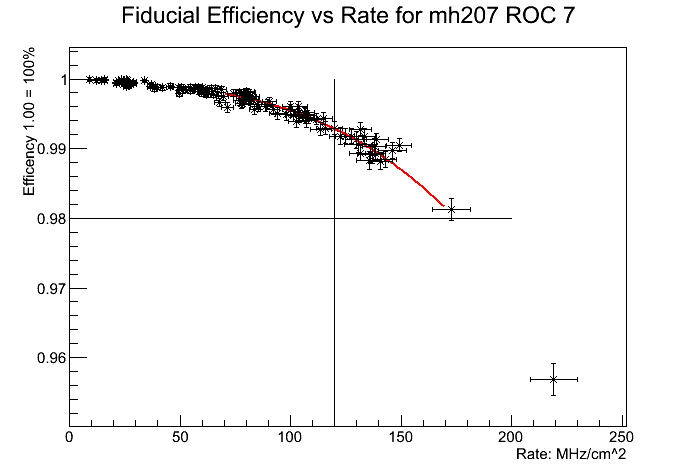 Fiducial Efficiency vs Rate for mh207 ROC 7
Efficency 1.00 = 100%
1
0.99
0.98
0.97
0.96
0 50 100 150 200 250
Rate: MHz/cm^2